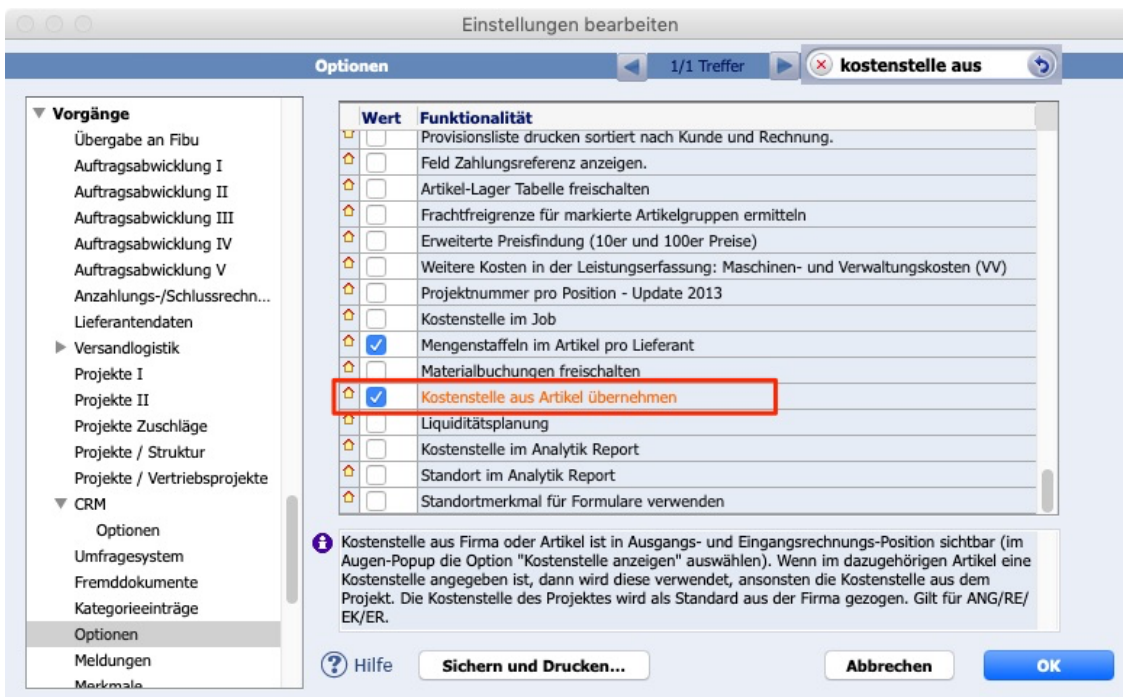 Einstellungen bearbeiten
Optionen
1/1 Treffer
kostenstelle aus
Vorgänge
Übergabe an Fibu
Auftragsabwicklung I
Auftragsabwicklung II
Auftragsabwicklung III
Auftragsabwicklung IV
Auftragsabwicklung V
Anzahlungs-/Schlussrechn...
Lieferantendaten
Versandlogistik
Projekte I
Projekte II
Projekte Zuschläge
Projekte / Struktur
Projekte / Vertriebsprojekte
CRM
Optionen
Umfragesystem
Fremddokumente
Kategorieeinträge
Optionen
Meldungen
Merkmale
Wert Funktionalität
Provisionsliste drucken sortiert nach Kunde und Rechnung.
Feld Zahlungsreferenz anzeigen.
Artikel-Lager Tabelle freischalten
Frachtfreigrenze für markierte Artikelgruppen ermitteln
Erweiterte Preisfindung (10er und 100er Preise)
Weitere Kosten in der Leistungserfassung: Maschinen- und Verwaltungskosten (VV)
Projektnummer pro Position - Update 2013
Kostenstelle im Job
Mengenstaffeln im Artikel pro Lieferant
Materialbuchungen freischalten
Kostenstelle aus Artikel übernehmen
Liquiditätsplanung
Kostenstelle im Analytik Report
Standort im Analytik Report
Standortmerkmal für Formulare verwenden
Kostenstelle aus Firma oder Artikel ist in Ausgangs- und Eingangsrechnungs-Position sichtbar (im
Augen-Popup die Option "Kostenstelle anzeigen" auswählen). Wenn im dazugehörigen Artikel eine
Kostenstelle angegeben ist, dann wird diese verwendet, ansonsten die Kostenstelle aus dem
Projekt. Die Kostenstelle des Projektes wird als Standard aus der Firma gezogen. Gilt für ANG/RE/
EK/ER.
? Hilfe
Sichern und Drucken...
Abbrechen
OK